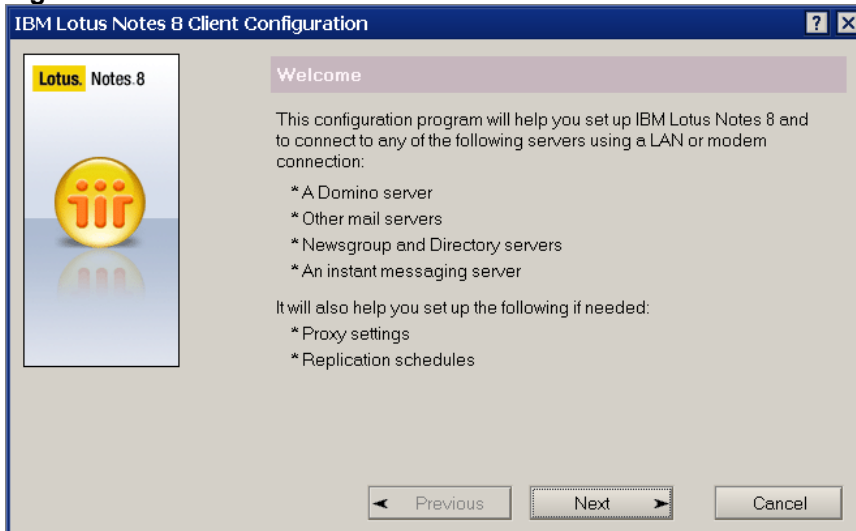 IBM Lotus Notes 8 Client Configuration
Lotus. Notes.8
Welcome
This configuration program will help you set up IBM Lotus Notes 8 and
to connect to any of the following servers using a LAN or modem
connection:
* A Domino server
* Other mail servers
* Newsgroup and Directory servers
* An instant messaging server
It will also help you set up the following if needed:
* Proxy settings
* Replication schedules
Previous Next Cancel